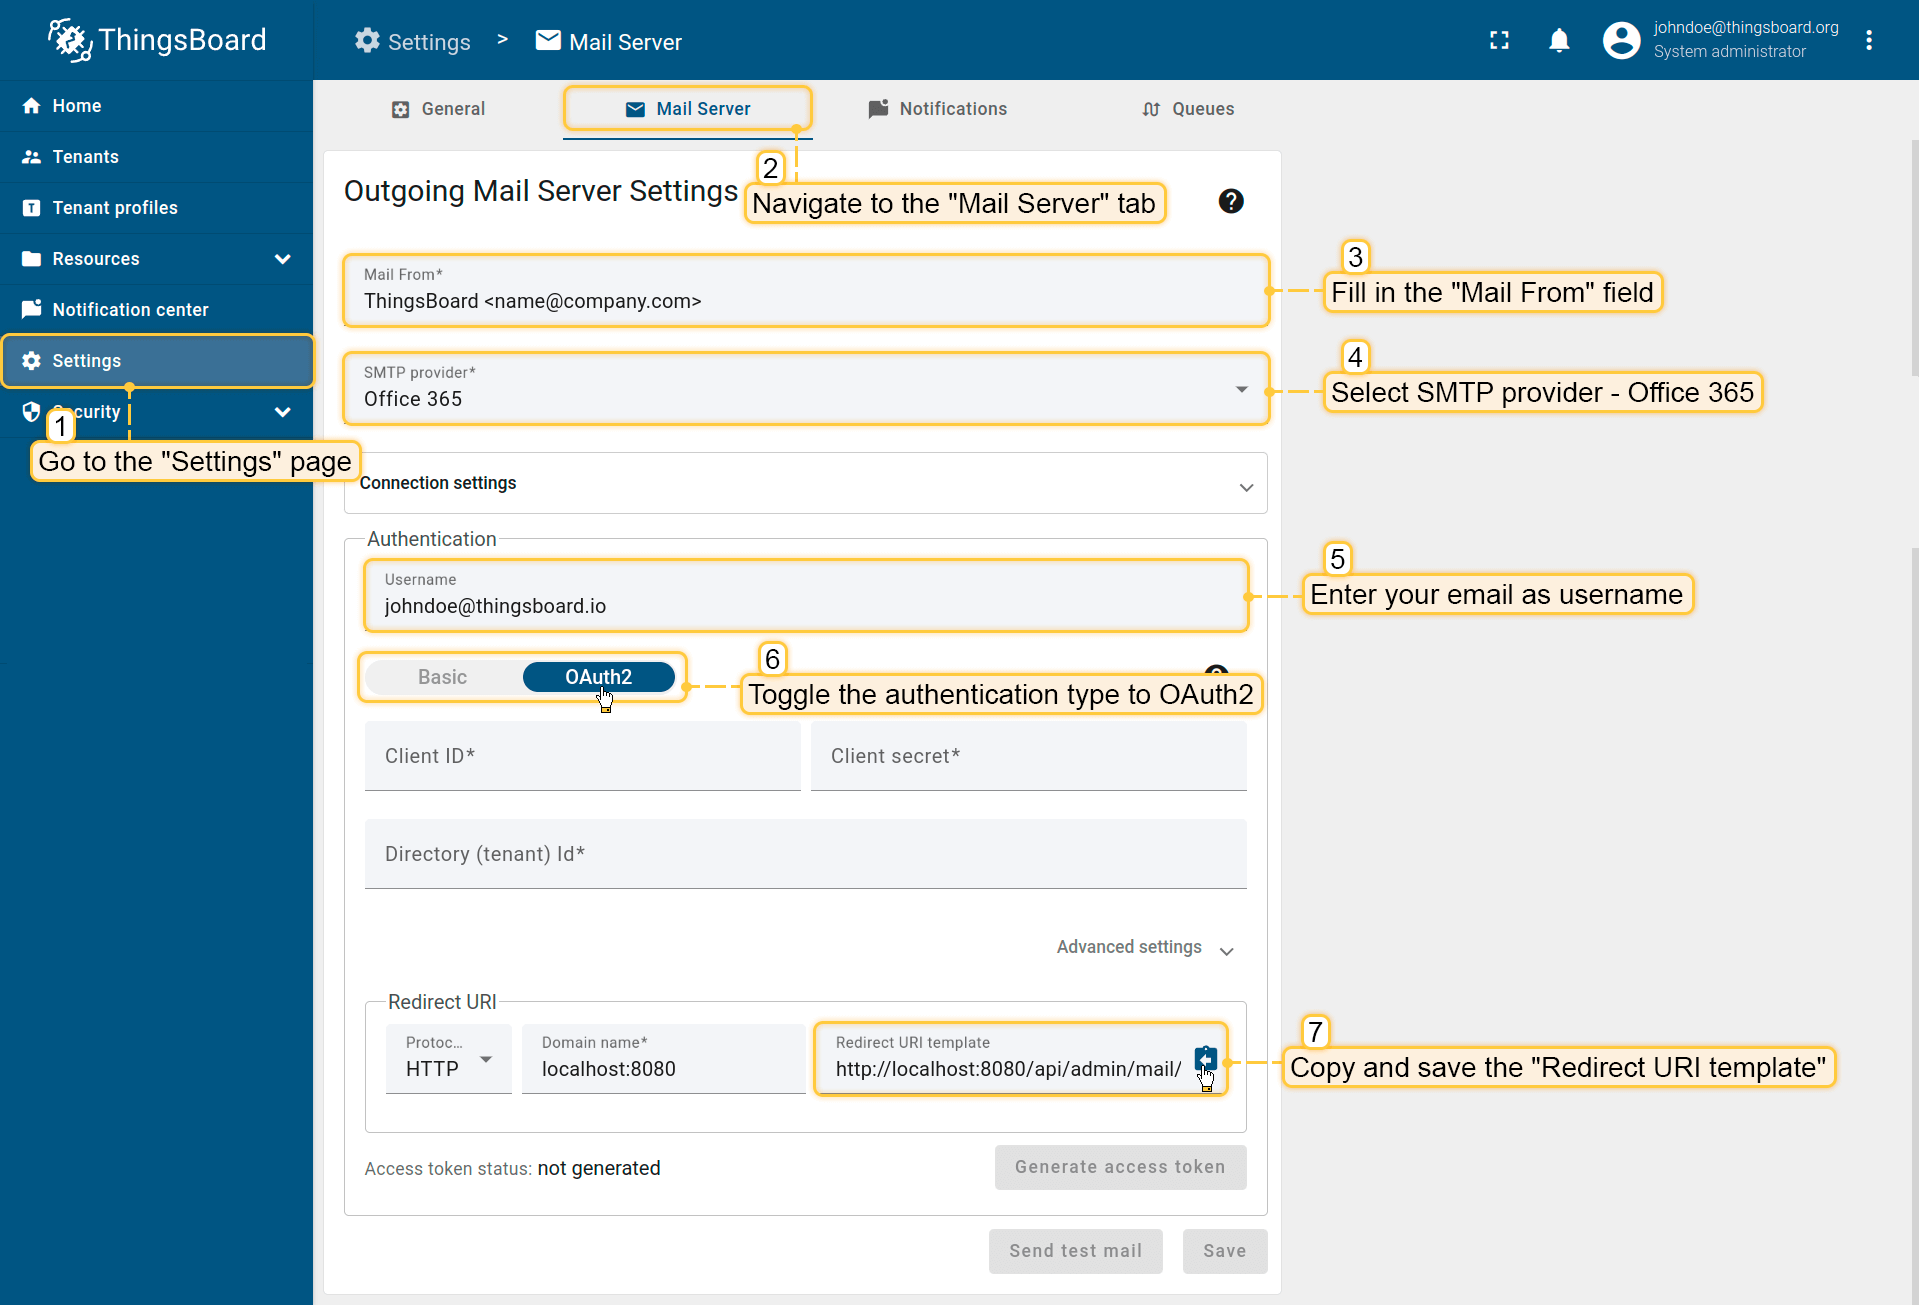 ThingsBoard
Settings > Mail Server
johndoe@thingsboard.org
System administrator
Home
Tenants
Tenant profiles
Resources
Notification center
Settings
curity
1
Go to the "Settings" page
General
Mail Server
Notifications
Queues
2
Navigate to the "Mail Server" tab
Outgoing Mail Server Settings
Mail From*
ThingsBoard <name@company.com>
3
Fill in the "Mail From" field
SMTP provider*
Office 365
4
Select SMTP provider - Office 365
Connection settings
Authentication
Username
johndoe@thingsboard.io
5
Enter your email as username
Basic
OAuth2
6
Toggle the authentication type to OAuth2
Client ID*
Client secret*
Directory (tenant) Id*
Advanced settings
Redirect URI
Protoc...
HTTP
Domain name*
localhost:8080
Redirect URI template
http://localhost:8080/api/admin/mail/
7
Copy and save the "Redirect URI template"
Access token status: not generated
Generate access token
Send test mail
Save